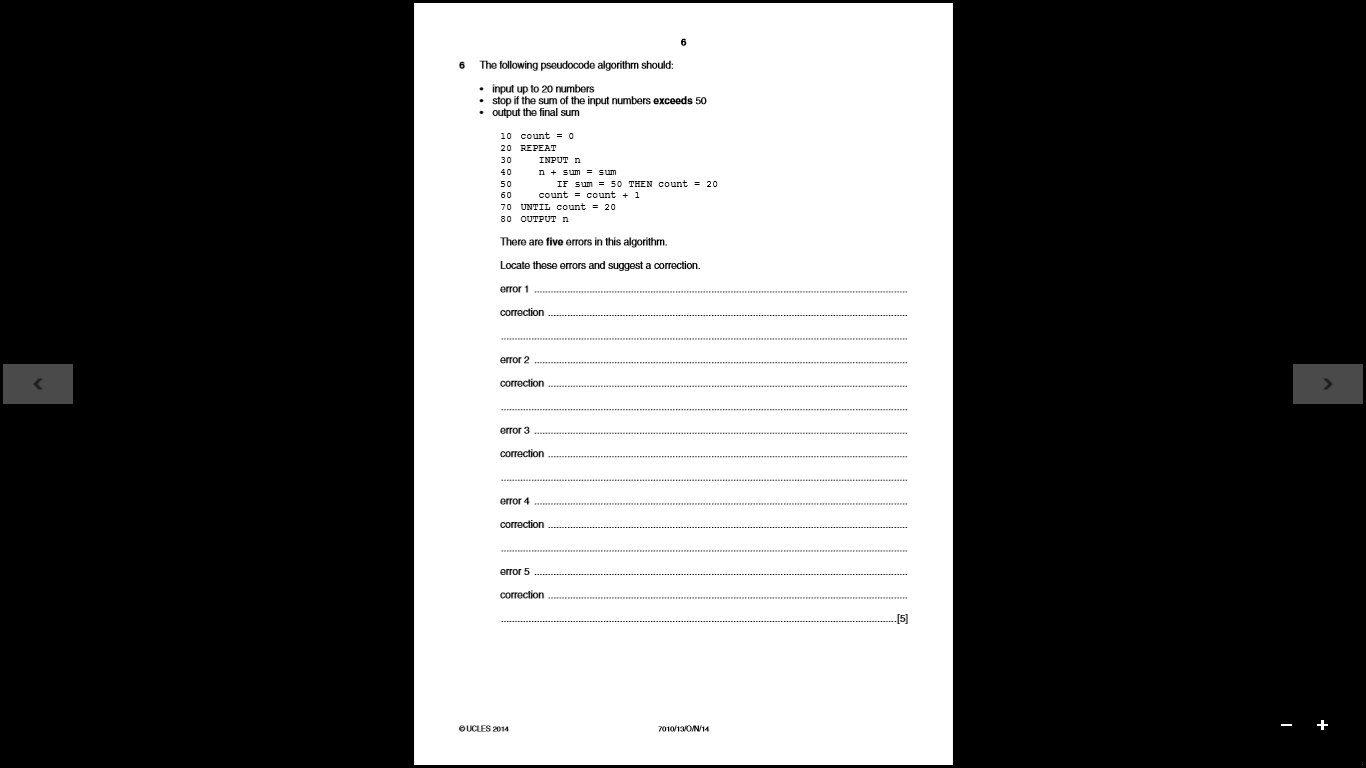 6
6 The following pseudocode algorithm should:
• input up to 20 numbers
• stop if the sum of the input numbers exceeds 50
• output the final sum
10 count = 0
20 REPEAT
30 INPUT n
40 n + sum = sum
50 IF sum = 50 THEN count = 20
60 count = count + 1
70 UNTIL count = 20
80 OUTPUT n
There are five errors in this algorithm.
Locate these errors and suggest a correction.
error 1
correction
error 2
correction
error 3
correction
error 4
correction
error 5
correction
[5]
© UCLES 2014 7010/13/O/N/14